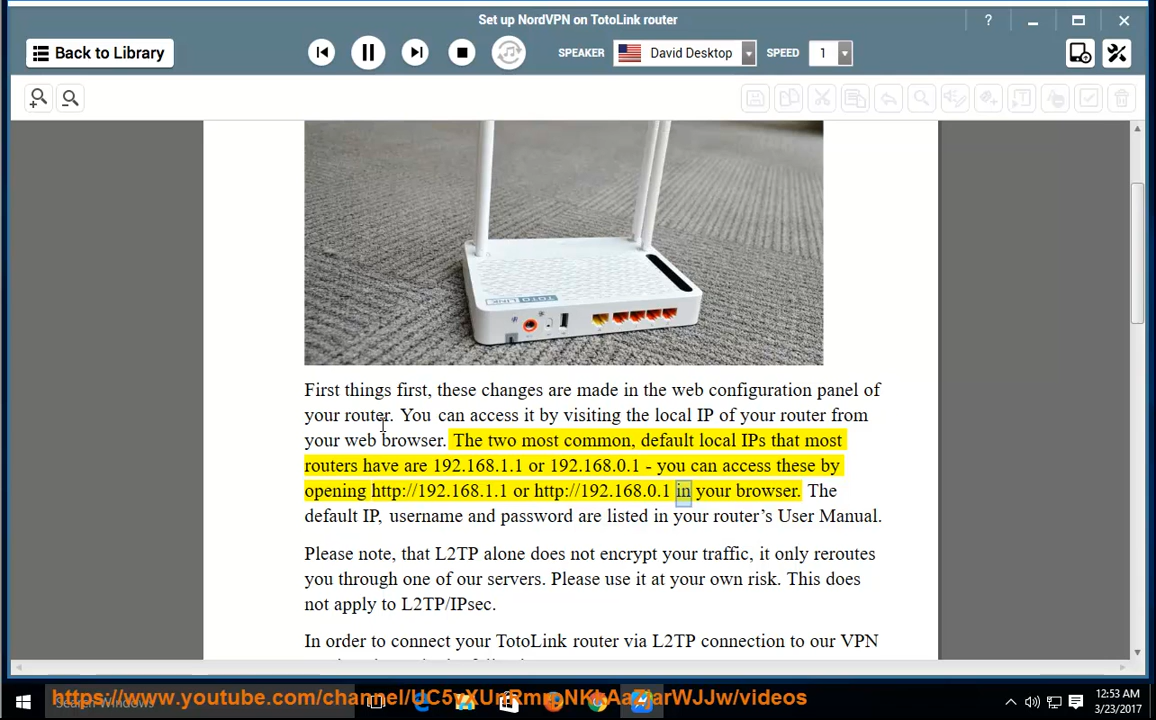 Set up NordVPN on TotoLink router
?
Back to Library
SPEAKER David Desktop SPEED 1
TOTO LINK
First things first, these changes are made in the web configuration panel of
your router. You can access it by visiting the local IP of your router from
your web browser. The two most common, default local IPs that most
routers have are 192.168.1.1 or 192.168.0.1 - you can access these by
opening http://192.168.1.1 or http://192.168.0.1 in your browser. The
default IP, username and password are listed in your router’s User Manual.
Please note, that L2TP alone does not encrypt your traffic, it only reroutes
you through one of our servers. Please use it at your own risk. This does
not apply to L2TP/IPsec.
In order to connect your TotoLink router via L2TP connection to our VPN
Search Windows
12:53 AM
3/23/2017